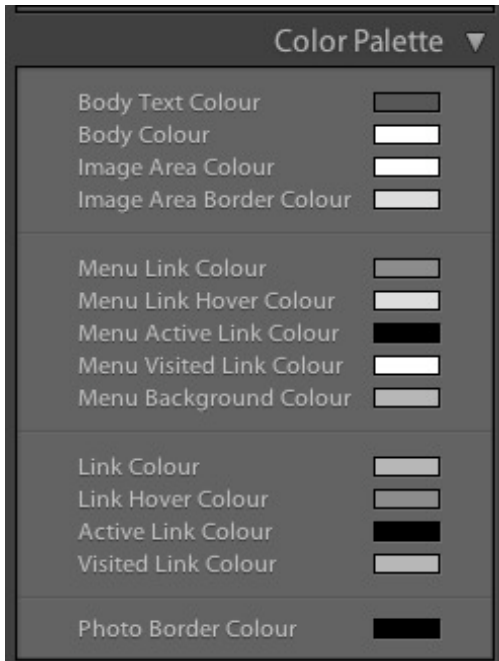 Color Palette ▼
Body Text Colour
Body Colour
Image Area Colour
Image Area Border Colour
Menu Link Colour
Menu Link Hover Colour
Menu Active Link Colour
Menu Visited Link Colour
Menu Background Colour
Link Colour
Link Hover Colour
Active Link Colour
Visited Link Colour
Photo Border Colour